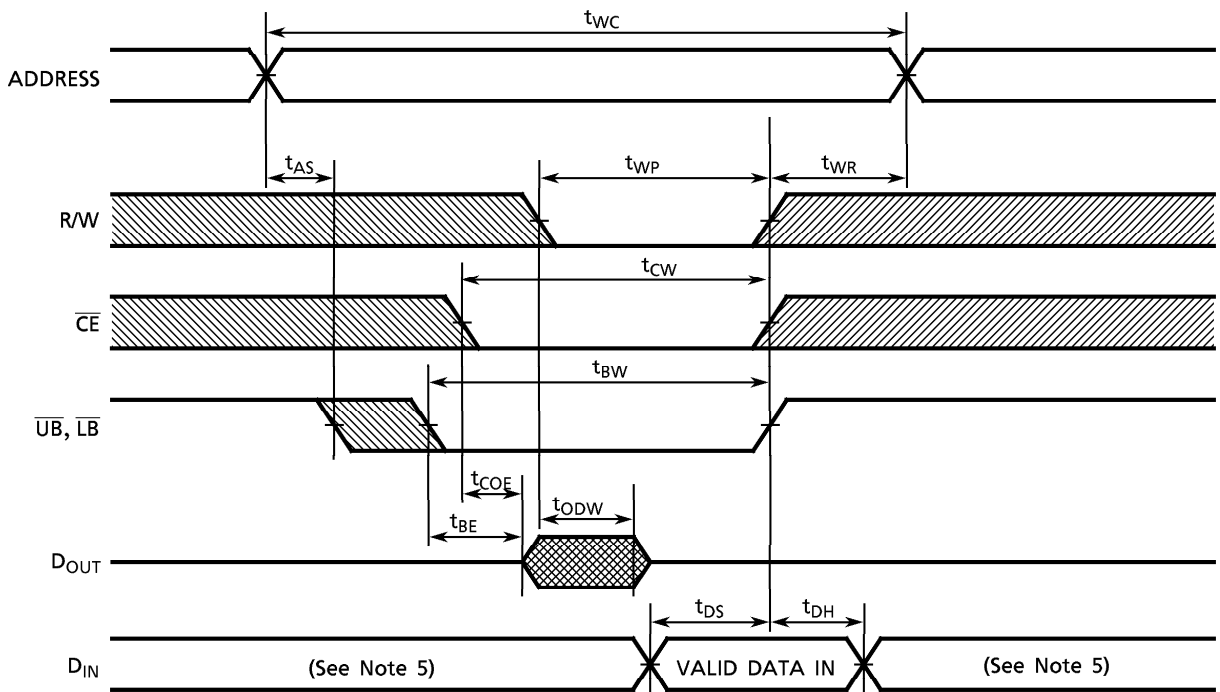 tWC
ADDRESS
tAS
tWP
tWR
R/W
tCW
CE
tBW
UB, LB
tCOE
tODW
tBE
DOUT
tDS
tDH
DIN
(See Note 5)
VALID DATA IN
(See Note 5)